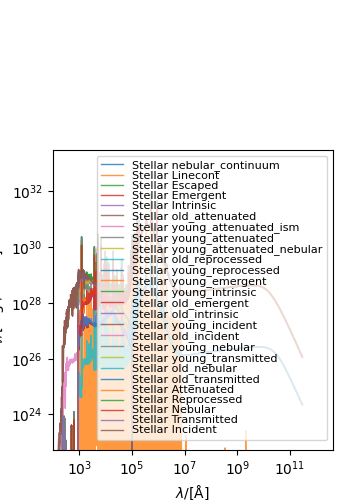 10^32
10^30
10^28
10^26
10^24
Stellar nebular_continuum
Stellar Linecont
Stellar Escaped
Stellar Emergent
Stellar Intrinsic
Stellar old_attenuated
Stellar young_attenuated_ism
Stellar young_attenuated
Stellar young_attenuated_nebular
Stellar old_reprocessed
Stellar young_reprocessed
Stellar young_emergent
Stellar young_intrinsic
Stellar old_emergent
Stellar old_intrinsic
Stellar young_incident
Stellar old_incident
Stellar young_nebular
Stellar young_transmitted
Stellar old_nebular
Stellar old_transmitted
Stellar Attenuated
Stellar Reprocessed
Stellar Nebular
Stellar Transmitted
Stellar Incident
10^3 10^5 10^7 10^9 10^11
λ/[Å]